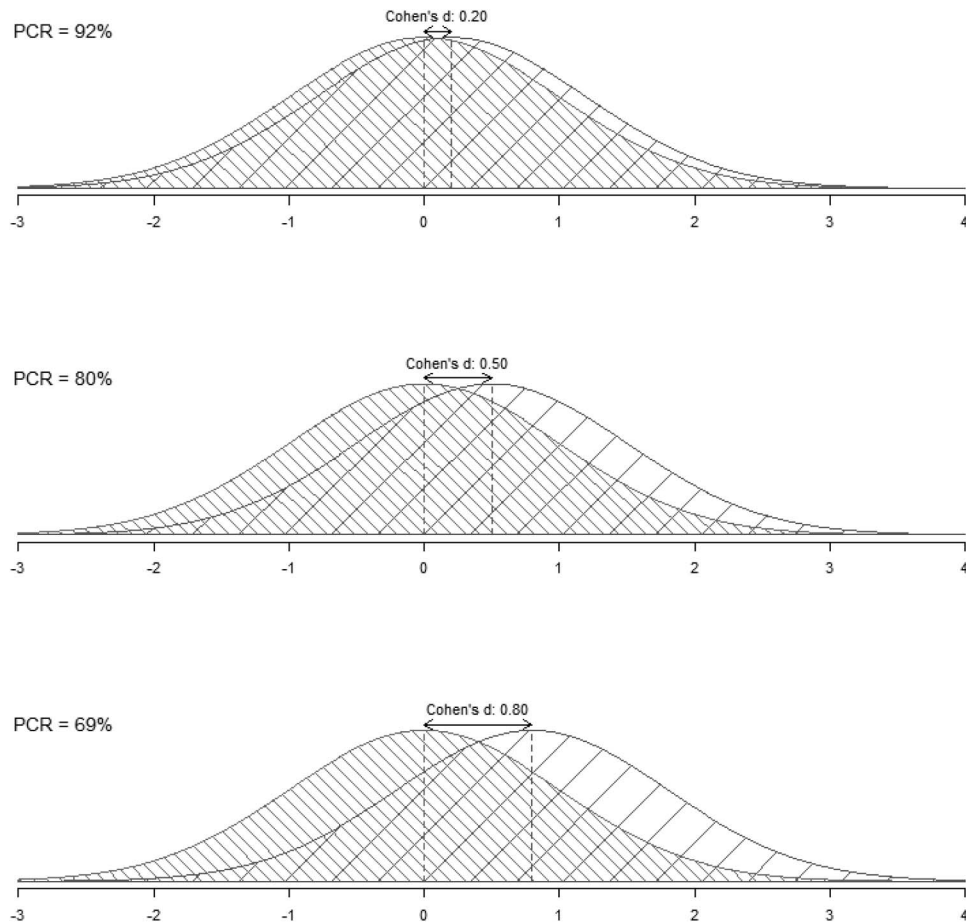 Cohen's d: 0.20
PCR = 92%
-3 -2 -1 0 1 2 3 4
Cohen's d: 0.50
PCR = 80%
-3 -2 -1 0 1 2 3 4
Cohen's d: 0.80
PCR = 69%
-3 -2 -1 0 1 2 3 4